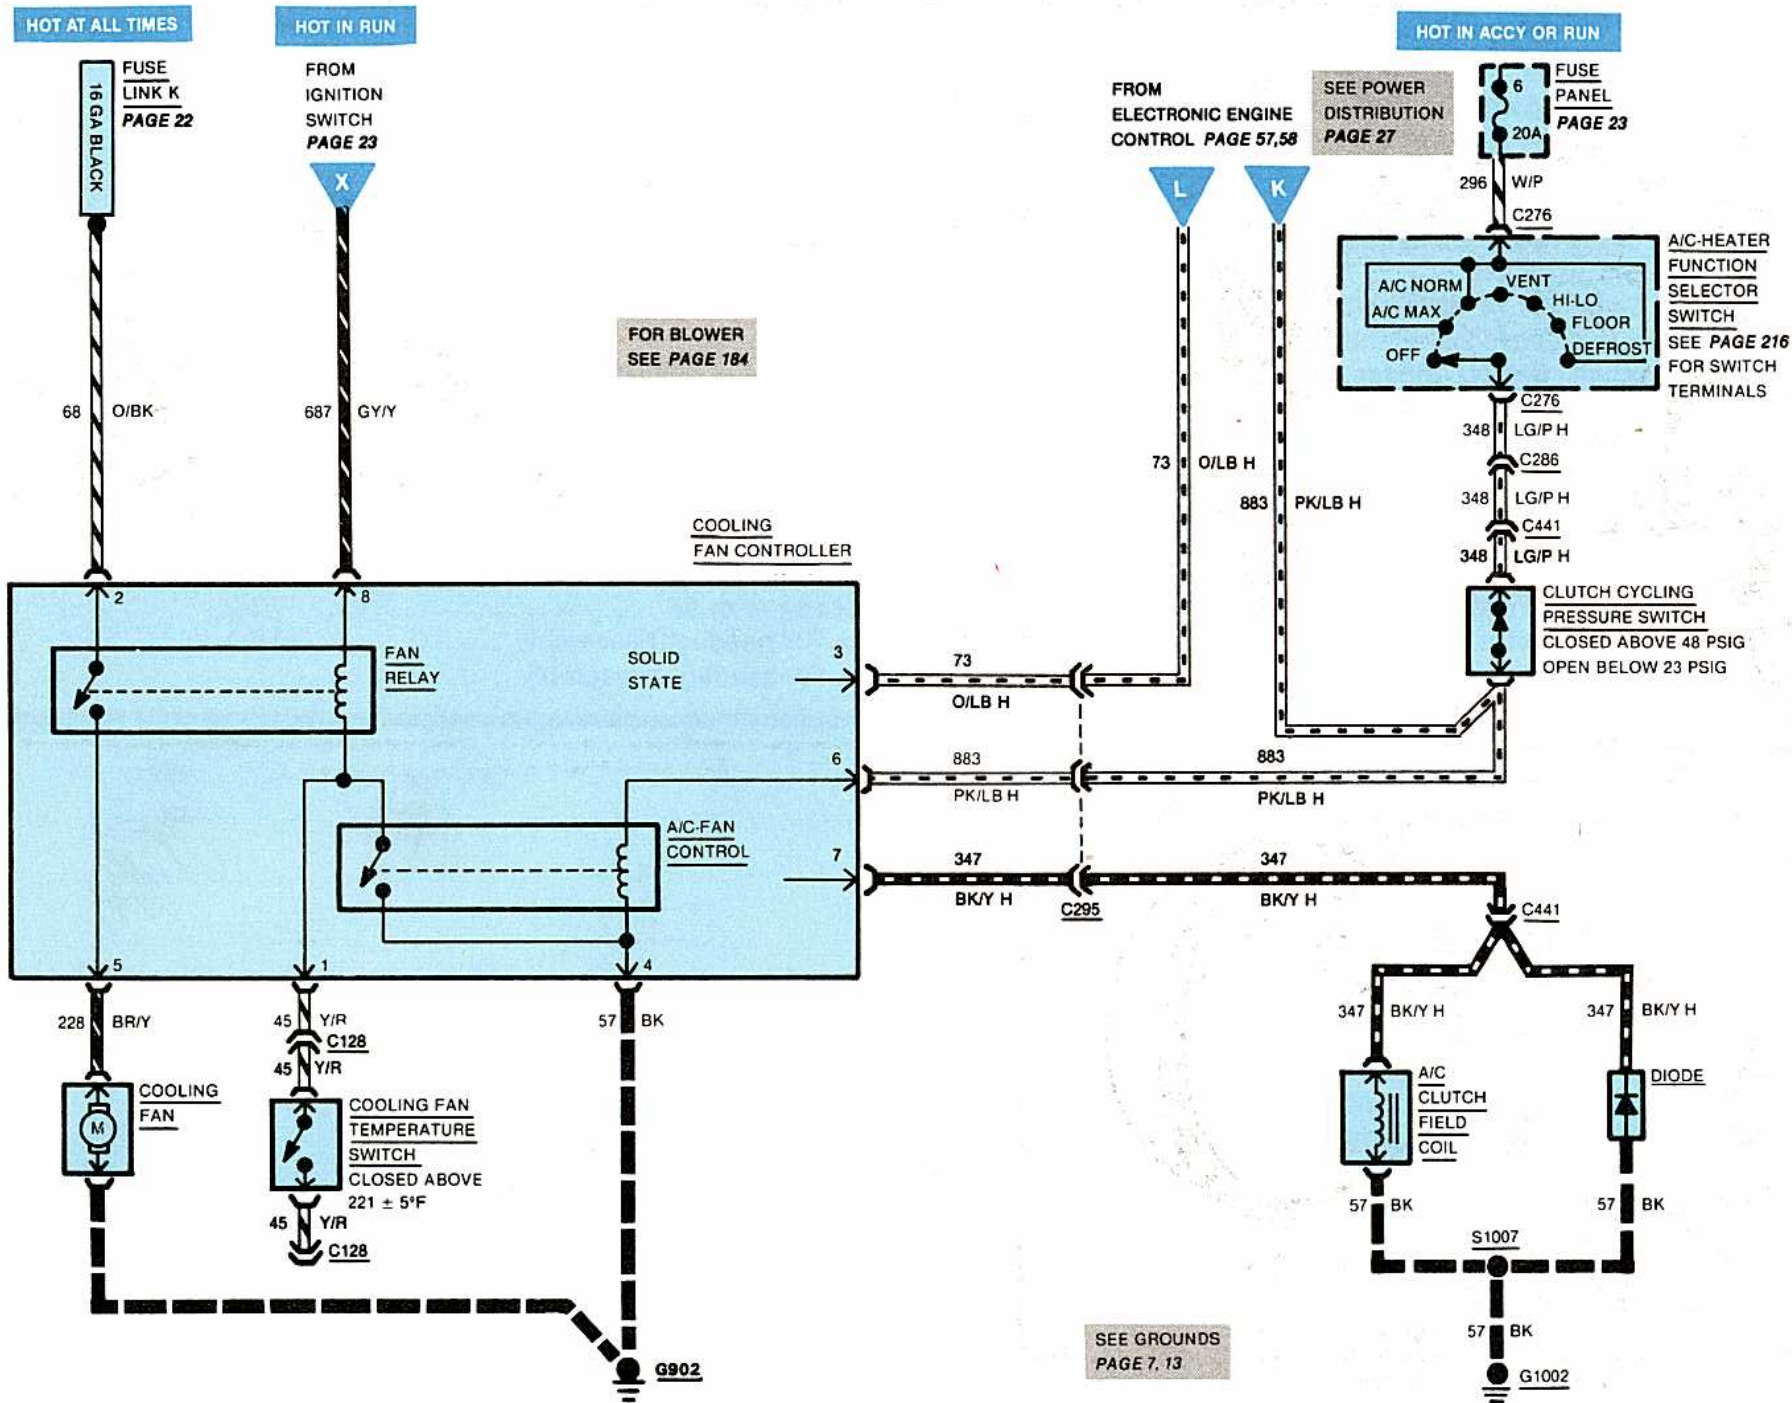 HOT AT ALL TIMES
HOT IN RUN
HOT IN ACCY OR RUN
16 GA BLACK
FUSE
LINK K
PAGE 22
FROM
IGNITION
SWITCH
PAGE 23
X
FROM
ELECTRONIC ENGINE
CONTROL PAGE 57,58
SEE POWER
DISTRIBUTION
PAGE 27
L
K
6
20A
FUSE
PANEL
PAGE 23
296 W/P
C276
A/C-HEATER
FUNCTION
SELECTOR
SWITCH
SEE PAGE 216
FOR SWITCH
TERMINALS
A/C NORM
VENT
A/C MAX
HI-LO
FLOOR
OFF
DEFROST
C276
348 LG/P H
C286
348 LG/P H
C441
348 LG/P H
FOR BLOWER
SEE PAGE 184
68 O/BK
687 GY/Y
73 O/LB H
883 PK/LB H
CLUTCH CYCLING
PRESSURE SWITCH
CLOSED ABOVE 48 PSIG
OPEN BELOW 23 PSIG
COOLING
FAN CONTROLLER
2
8
FAN
RELAY
SOLID
STATE
3
73
O/LB H
6
883
PK/LB H
883
PK/LB H
A/C-FAN
CONTROL
7
347
BK/Y H
C295
347
BK/Y H
C441
5
1
4
228 BR/Y
45 Y/R
C128
45 Y/R
57 BK
347 BK/Y H
347 BK/Y H
M
COOLING
FAN
COOLING FAN
TEMPERATURE
SWITCH
CLOSED ABOVE
221 ± 5°F
45 Y/R
C128
A/C
CLUTCH
FIELD
COIL
DIODE
57 BK
57 BK
S1007
57 BK
G1002
SEE GROUNDS
PAGE 7, 13
G902